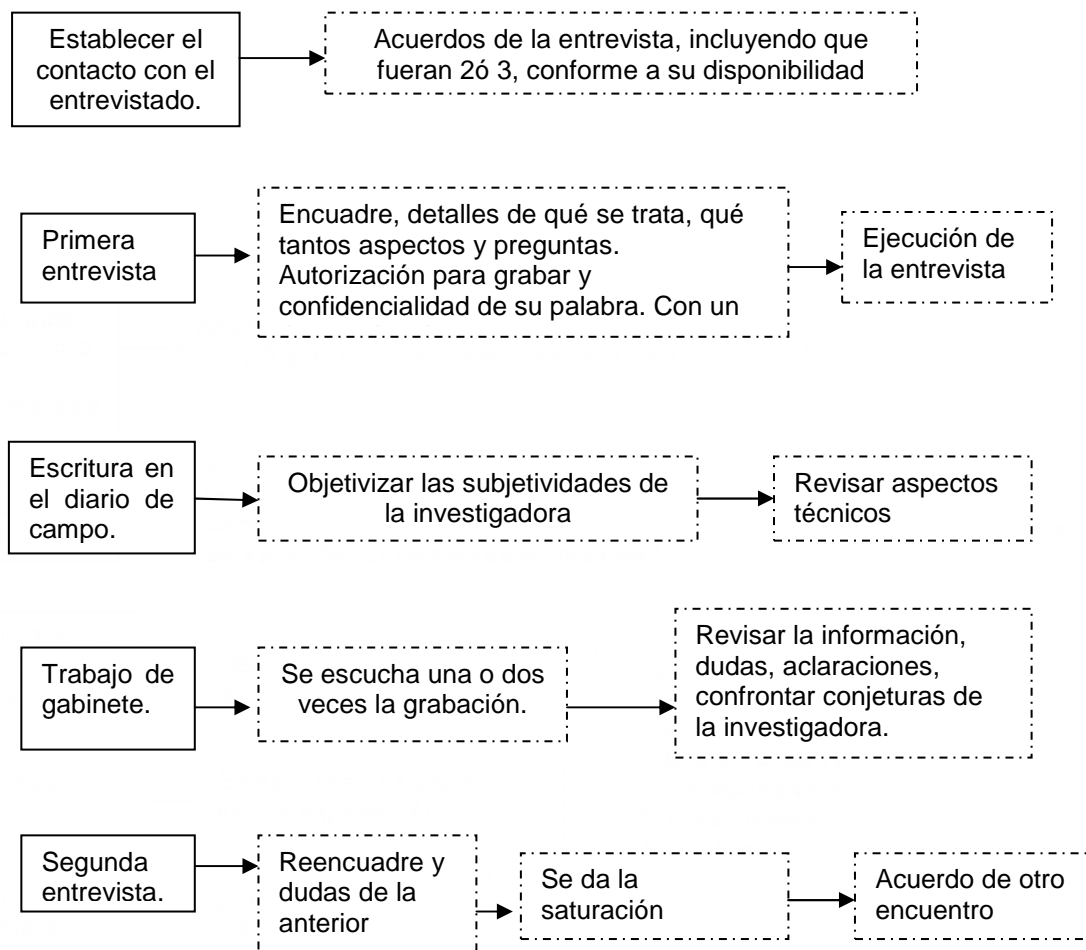 Establecer el
contacto con el
entrevistado.
Acuerdos de la entrevista, incluyendo que
fueran 2ó 3, conforme a su disponibilidad
Primera
entrevista
Encuadre, detalles de qué se trata, qué
tantos aspectos y preguntas.
Autorización para grabar y
confidencialidad de su palabra. Con un
Ejecución de
la entrevista
Escritura en
el diario de
campo.
Objetivizar las subjetividades de
la investigadora
Revisar aspectos
técnicos
Trabajo de
gabinete.
Se escucha una o dos
veces la grabación.
Revisar la información,
dudas, aclaraciones,
confrontar conjeturas de
la investigadora.
Segunda
entrevista.
Reencuadre y
dudas de la
anterior
Se da la
saturación
Acuerdo de otro
encuentro